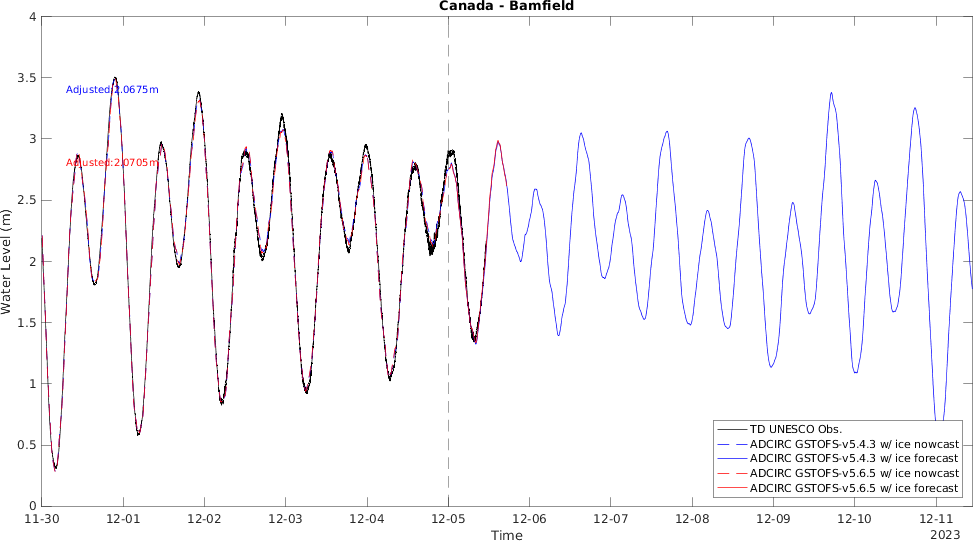 Canada - Bamfield
4
3.5
3
2.5
2
1.5
1
0.5
0
Water Level (m)
Adjusted:2.0675m
Adjusted:2.0705m
TD UNESCO Obs.
ADCIRC GSTOFS-v5.4.3 w/ ice nowcast
ADCIRC GSTOFS-v5.4.3 w/ ice forecast
ADCIRC GSTOFS-v5.6.5 w/ ice nowcast
ADCIRC GSTOFS-v5.6.5 w/ ice forecast
11-30 12-01 12-02 12-03 12-04 12-05 12-06 12-07 12-08 12-09 12-10 12-11
Time
2023